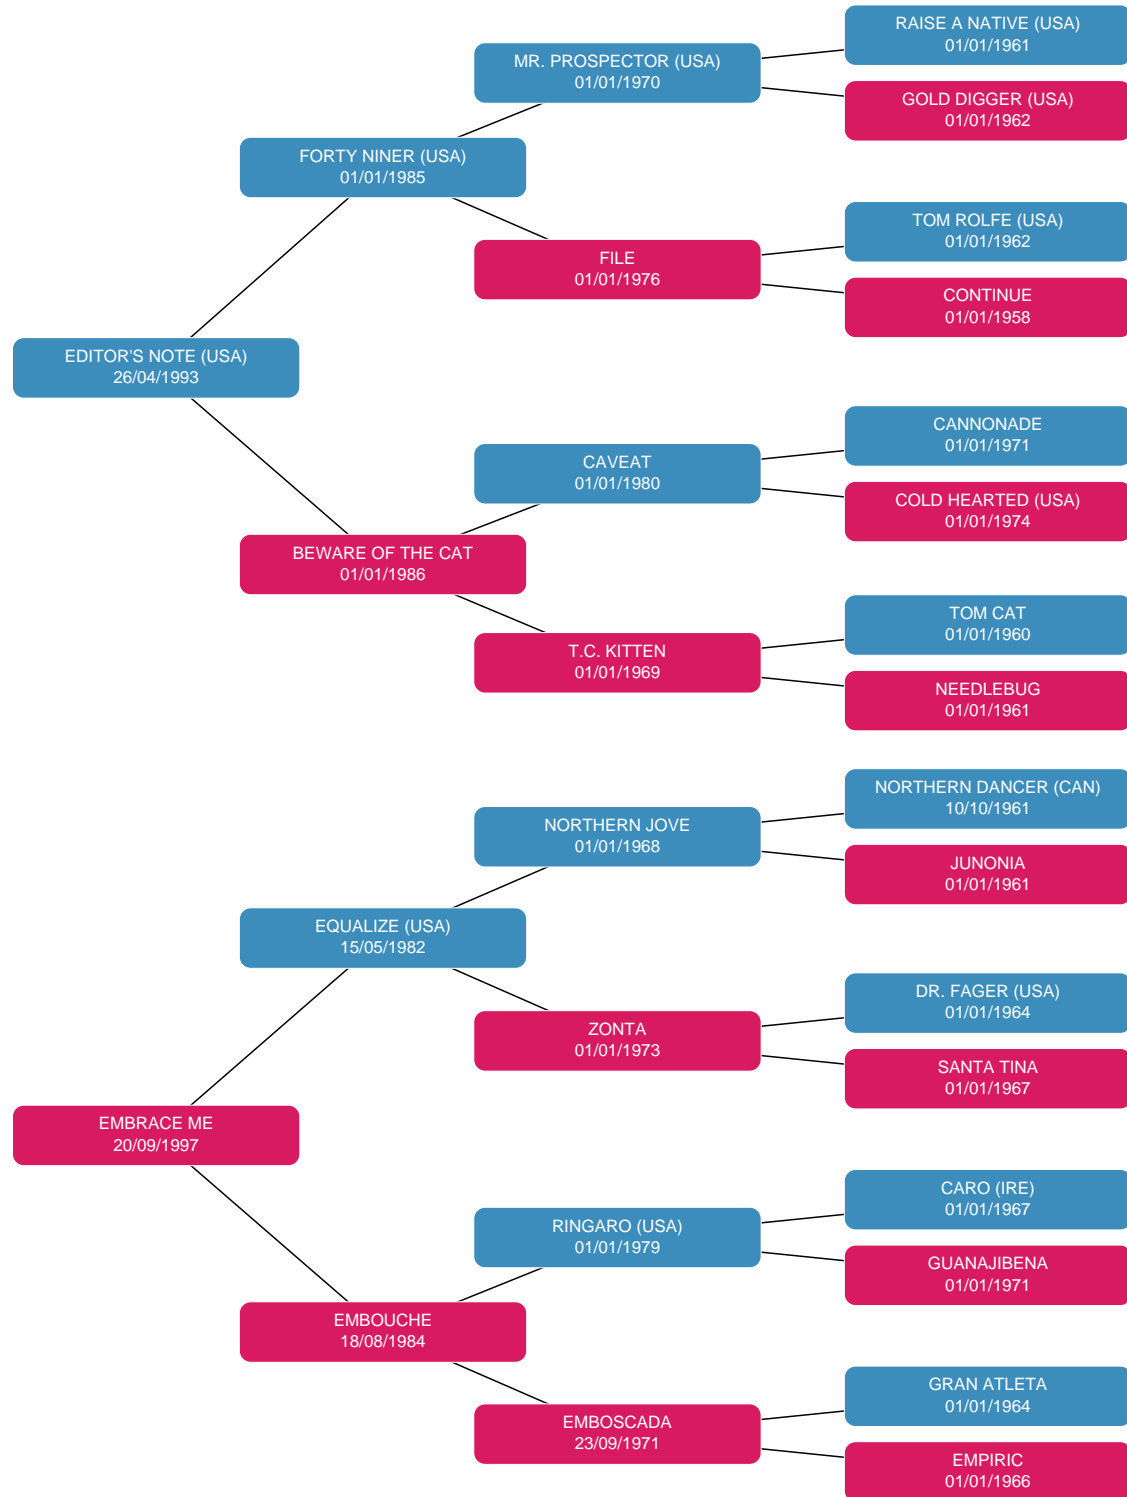 RAISE A NATIVE (USA)
01/01/1961
MR. PROSPECTOR (USA)
01/01/1970
GOLD DIGGER (USA)
01/01/1962
FORTY NINER (USA)
01/01/1985
TOM ROLFE (USA)
01/01/1962
FILE
01/01/1976
CONTINUE
01/01/1958
EDITOR'S NOTE (USA)
26/04/1993
CANNONADE
01/01/1971
CAVEAT
01/01/1980
COLD HEARTED (USA)
01/01/1974
BEWARE OF THE CAT
01/01/1986
TOM CAT
01/01/1960
T.C. KITTEN
01/01/1969
NEEDLEBUG
01/01/1961
NORTHERN DANCER (CAN)
10/10/1961
NORTHERN JOVE
01/01/1968
JUNONIA
01/01/1961
EQUALIZE (USA)
15/05/1982
DR. FAGER (USA)
01/01/1964
ZONTA
01/01/1973
SANTA TINA
01/01/1967
EMBRACE ME
20/09/1997
CARO (IRE)
01/01/1967
RINGARO (USA)
01/01/1979
GUANAJIBENA
01/01/1971
EMBOUCHE
18/08/1984
GRAN ATLETA
01/01/1964
EMBOSCADA
23/09/1971
EMPIRIC
01/01/1966